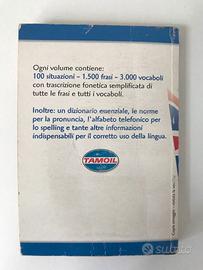 Ogni volume contiene:
100 situazioni - 1.500 frasi - 3.000 vocaboli
con trascrizione fonetica semplificata di
tutte le frasi e tutti i vocaboli.
Inoltre: un dizionario essenziale, le norme
per la pronuncia, l'alfabeto telefonico per
lo spelling e tante altre informazioni
indispensabili per il corretto uso della lingua.
TAMOIL
subito